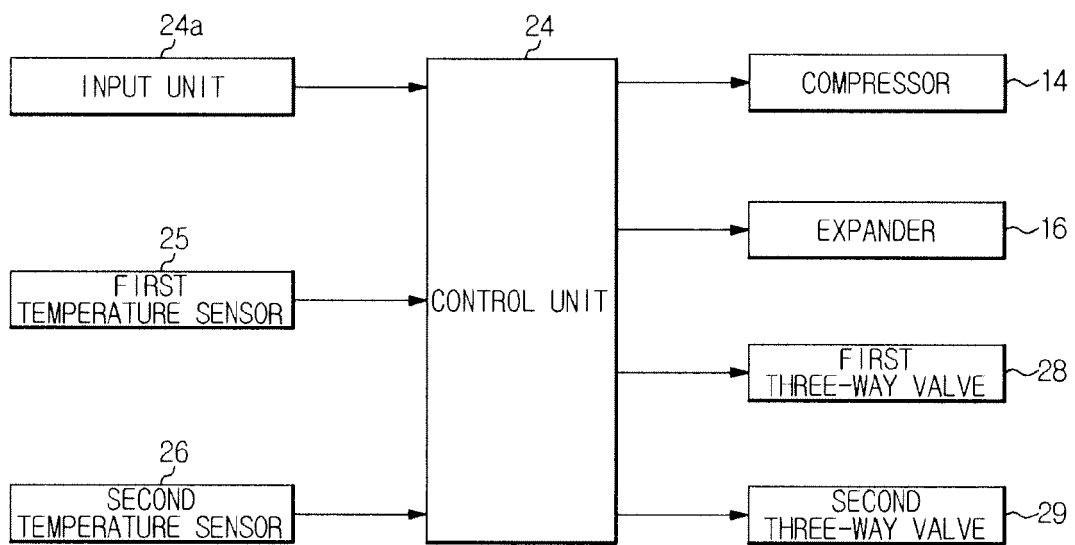 24a
INPUT UNIT
24
CONTROL UNIT
COMPRESSOR
14
EXPANDER
16
25
FIRST
TEMPERATURE SENSOR
FIRST
THREE-WAY VALVE
28
26
SECOND
TEMPERATURE SENSOR
SECOND
THREE-WAY VALVE
29